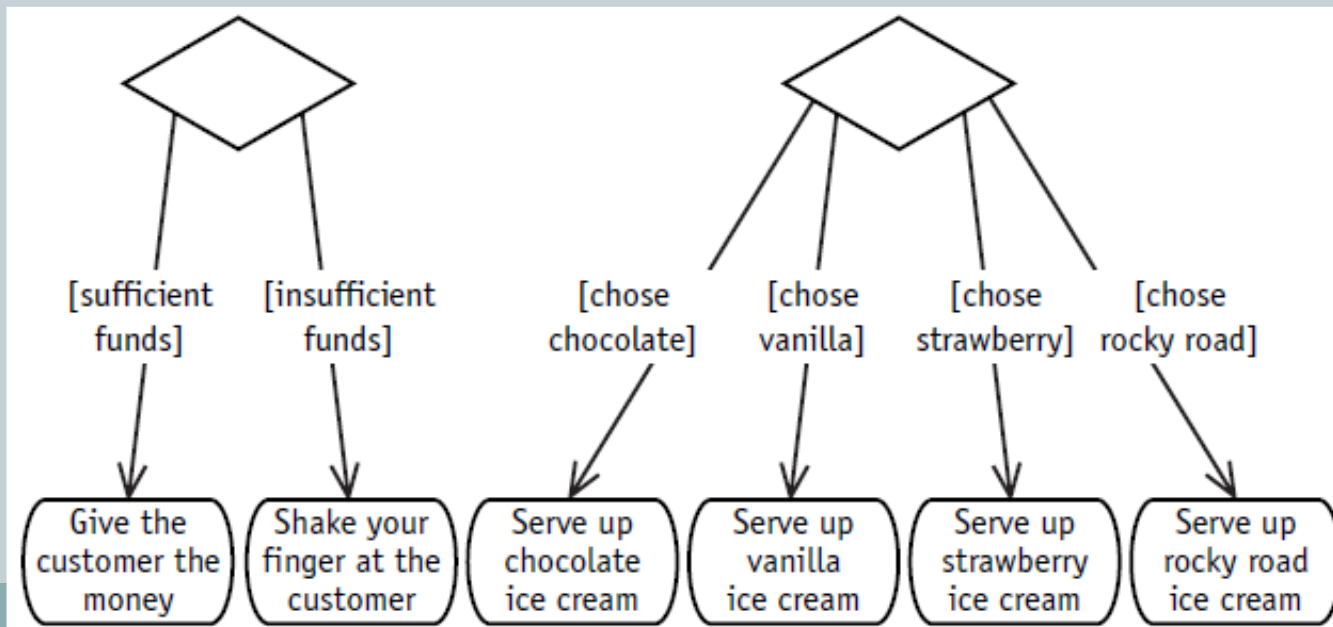 [sufficient
funds]
[insufficient
funds]
[chose
chocolate]
[chose
vanilla]
[chose
strawberry]
[chose
rocky road]
Give the
customer the
money
Shake your
finger at the
customer
Serve up
chocolate
ice cream
Serve up
vanilla
ice cream
Serve up
strawberry
ice cream
Serve up
rocky road
ice cream